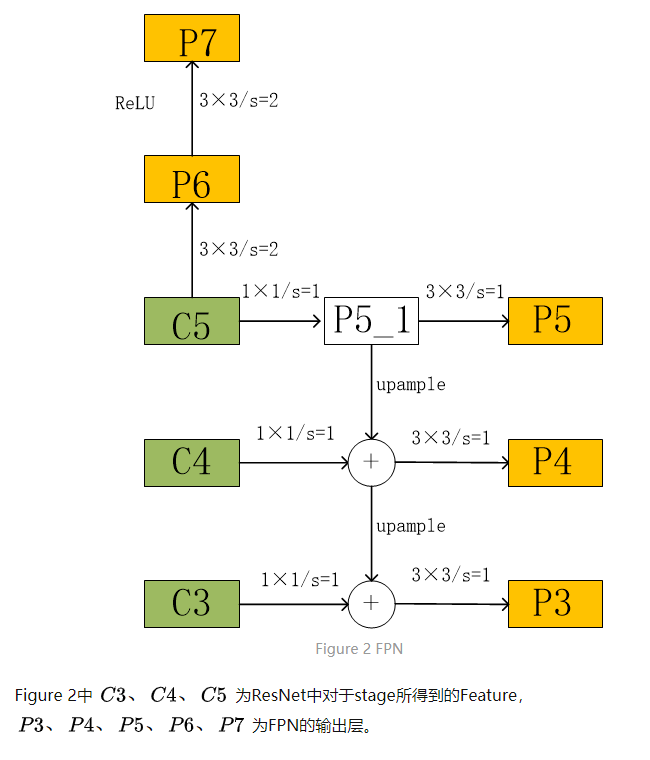 P7
ReLU 3×3/s=2
P6
3×3/s=2
1×1/s=1 3×3/s=1
C5 P5_1 P5
upample
1×1/s=1 3×3/s=1
C4 + P4
upample
1×1/s=1 3×3/s=1
C3 + P3
Figure 2 FPN
Figure 2中 C3、 C4、 C5 为ResNet中对于stage所得到的Feature,
P3、 P4、 P5、 P6、 P7 为FPN的输出层。